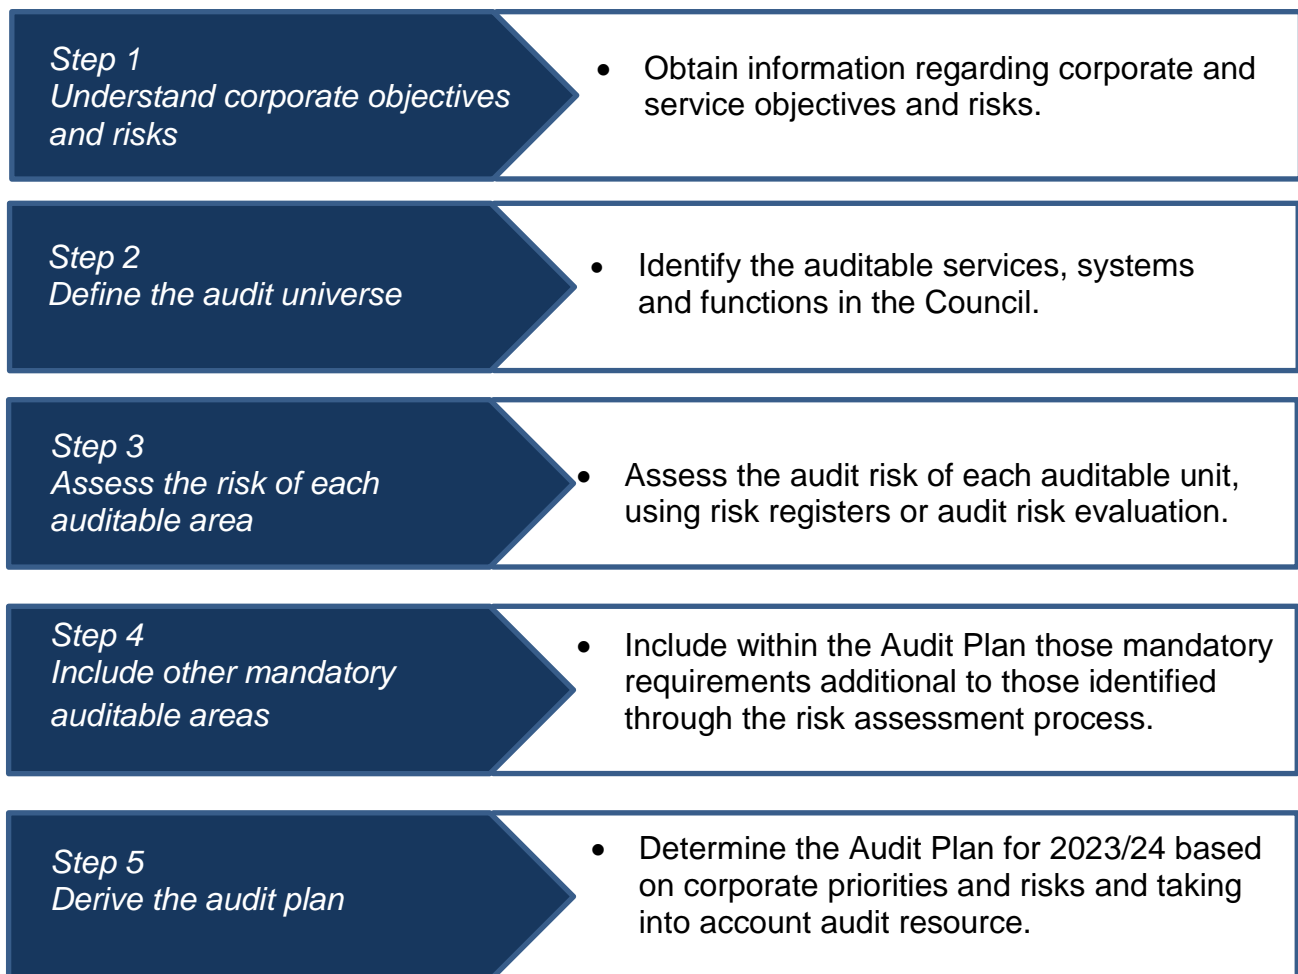 Step 1
Understand corporate objectives
and risks
• Obtain information regarding corporate and
service objectives and risks.
Step 2
Define the audit universe
• Identify the auditable services, systems
and functions in the Council.
Step 3
Assess the risk of each
auditable area
• Assess the audit risk of each auditable unit,
using risk registers or audit risk evaluation.
Step 4
Include other mandatory
auditable areas
• Include within the Audit Plan those mandatory
requirements additional to those identified
through the risk assessment process.
Step 5
Derive the audit plan
• Determine the Audit Plan for 2023/24 based
on corporate priorities and risks and taking
into account audit resource.